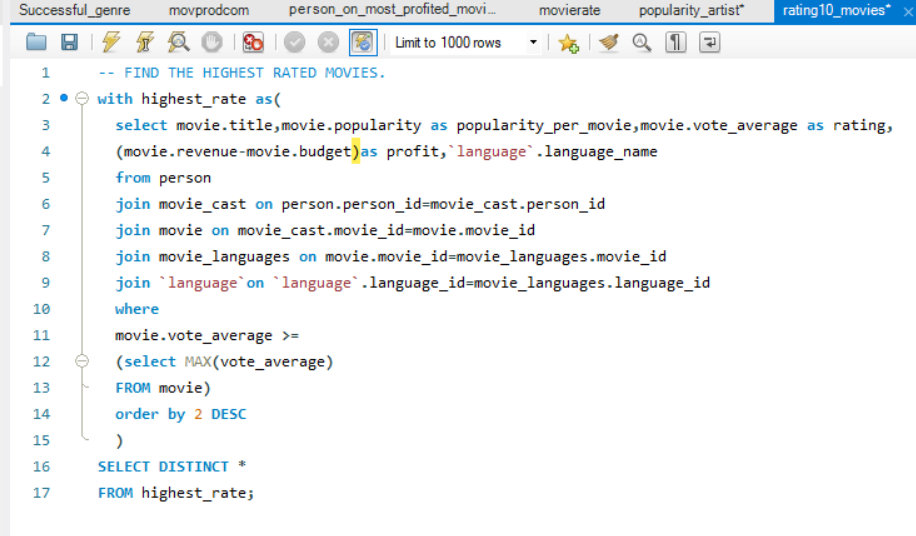 Successful_genre movprodcom person_on_most_profited_movi... movierate popularity_artist* rating10_movies*
Limit to 1000 rows
1 -- FIND THE HIGHEST RATED MOVIES.
2 with highest_rate as(
3 select movie.title,movie.popularity as popularity_per_movie,movie.vote_average as rating,
4 (movie.revenue-movie.budget)as profit,`language`.language_name
5 from person
6 join movie_cast on person.person_id=movie_cast.person_id
7 join movie on movie_cast.movie_id=movie.movie_id
8 join movie_languages on movie.movie_id=movie_languages.movie_id
9 join `language`on `language`.language_id=movie_languages.language_id
10 where
11 movie.vote_average >=
12 (select MAX(vote_average)
13 FROM movie)
14 order by 2 DESC
15 )
16 SELECT DISTINCT *
17 FROM highest_rate;